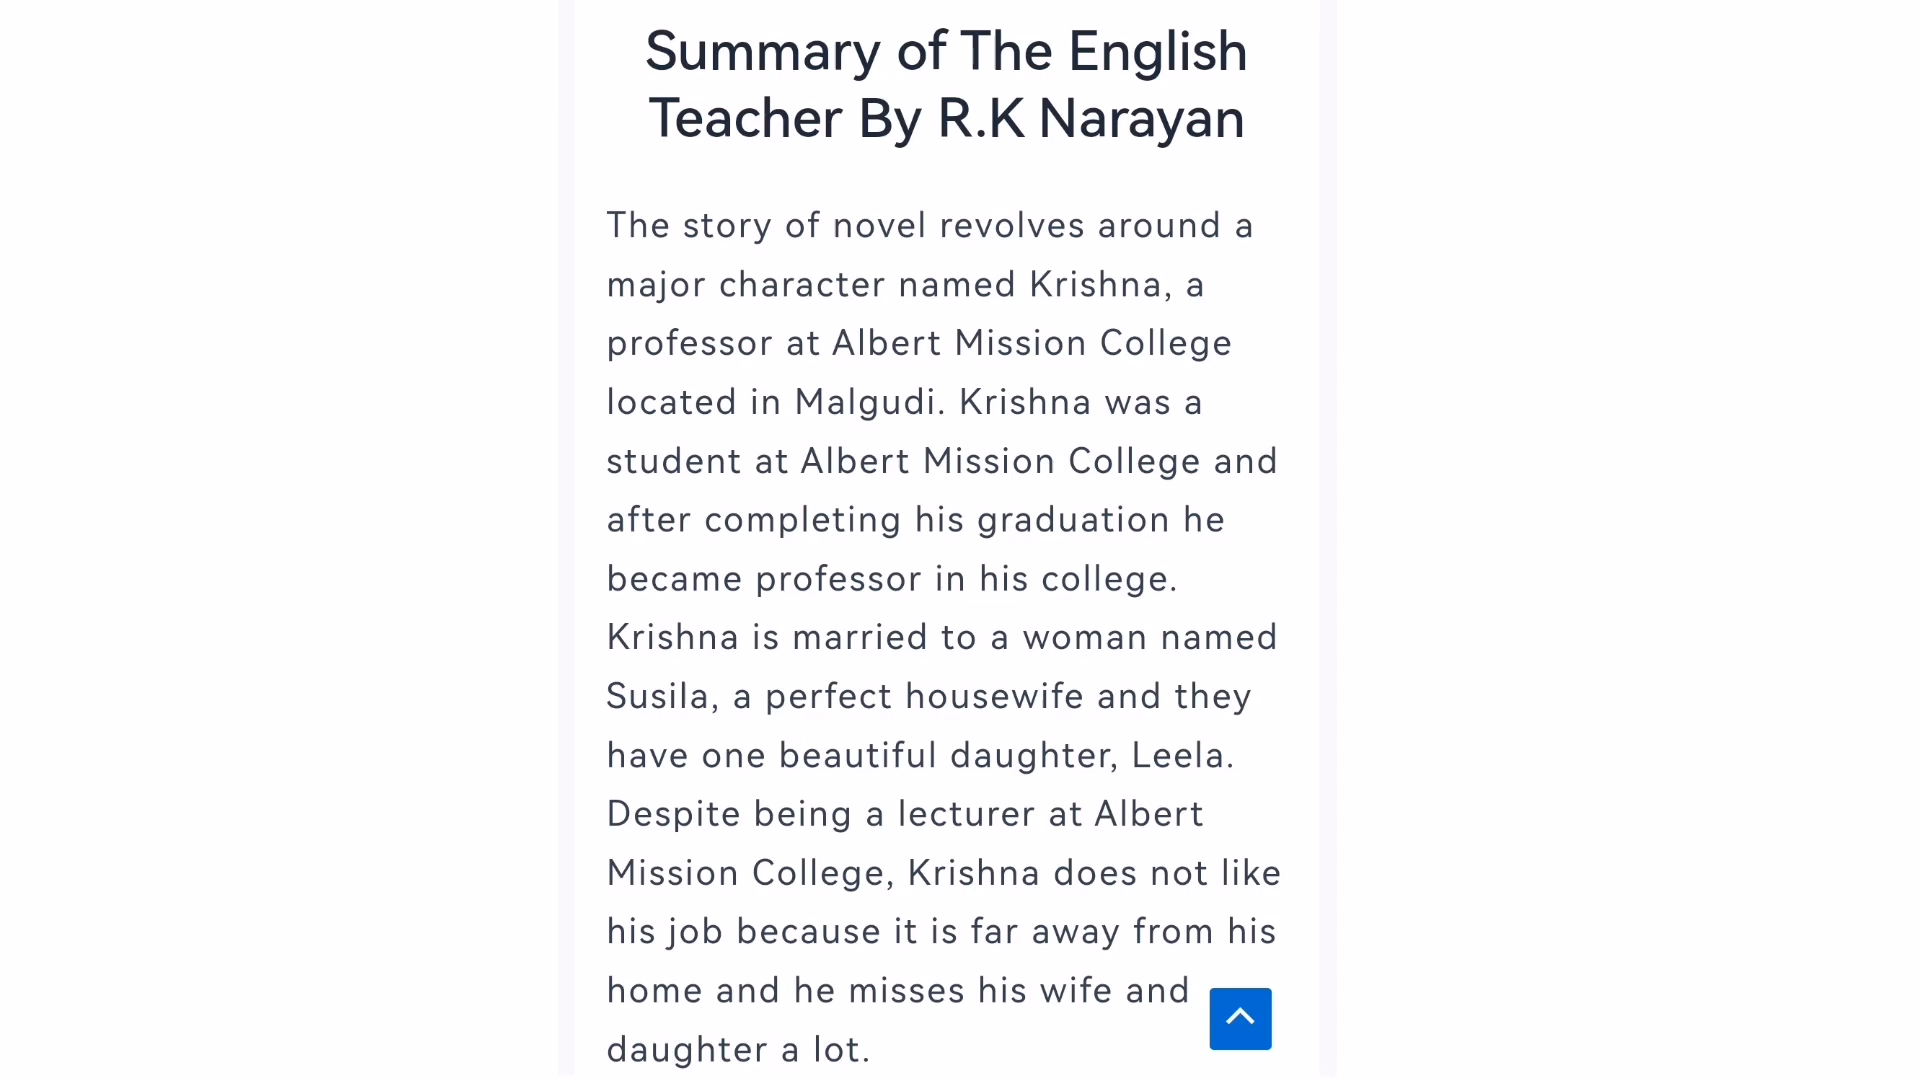 Summary of The English
Teacher By R.K Narayan
The story of novel revolves around a
major character named Krishna, a
professor at Albert Mission College
located in Malgudi. Krishna was a
student at Albert Mission College and
after completing his graduation he
became professor in his college.
Krishna is married to a woman named
Susila, a perfect housewife and they
have one beautiful daughter, Leela.
Despite being a lecturer at Albert
Mission College, Krishna does not like
his job because it is far away from his
home and he misses his wife and
daughter a lot.